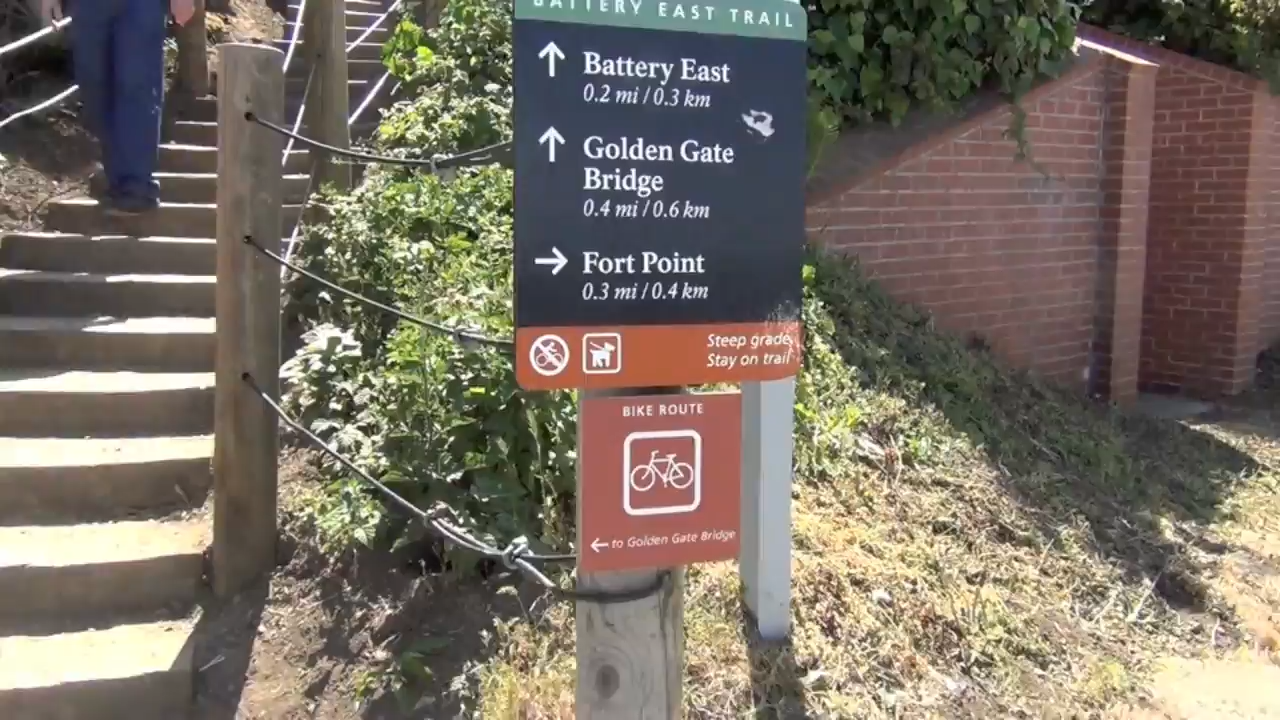 BATTERY EAST TRAIL
↑ Battery East
0.2 mi / 0.3 km
↑ Golden Gate
Bridge
0.4 mi / 0.6 km
→ Fort Point
0.3 mi / 0.4 km
Steep grade
Stay on trail
BIKE ROUTE
← to Golden Gate Bridge